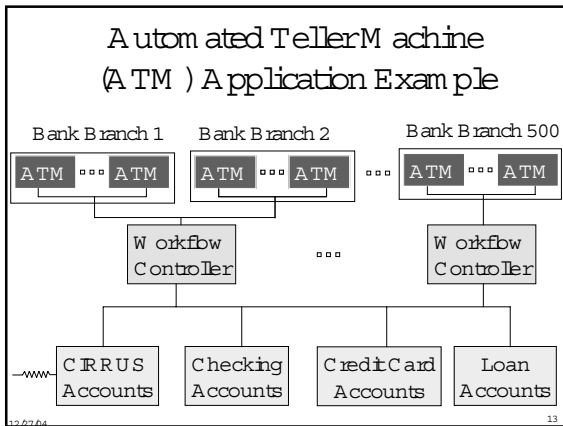 Automated Teller Machine
(ATM) Application Example
Bank Branch 1 Bank Branch 2 Bank Branch 500
ATM ATM ATM ATM ATM ATM
Workflow Workflow
Controller Controller
CIRRUS Checking Credit Card Loan
Accounts Accounts Accounts Accounts
12/27/04 13